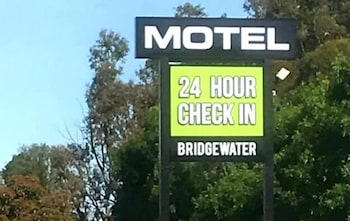 MOTEL
24 HOUR
CHECK IN
BRIDGEWATER